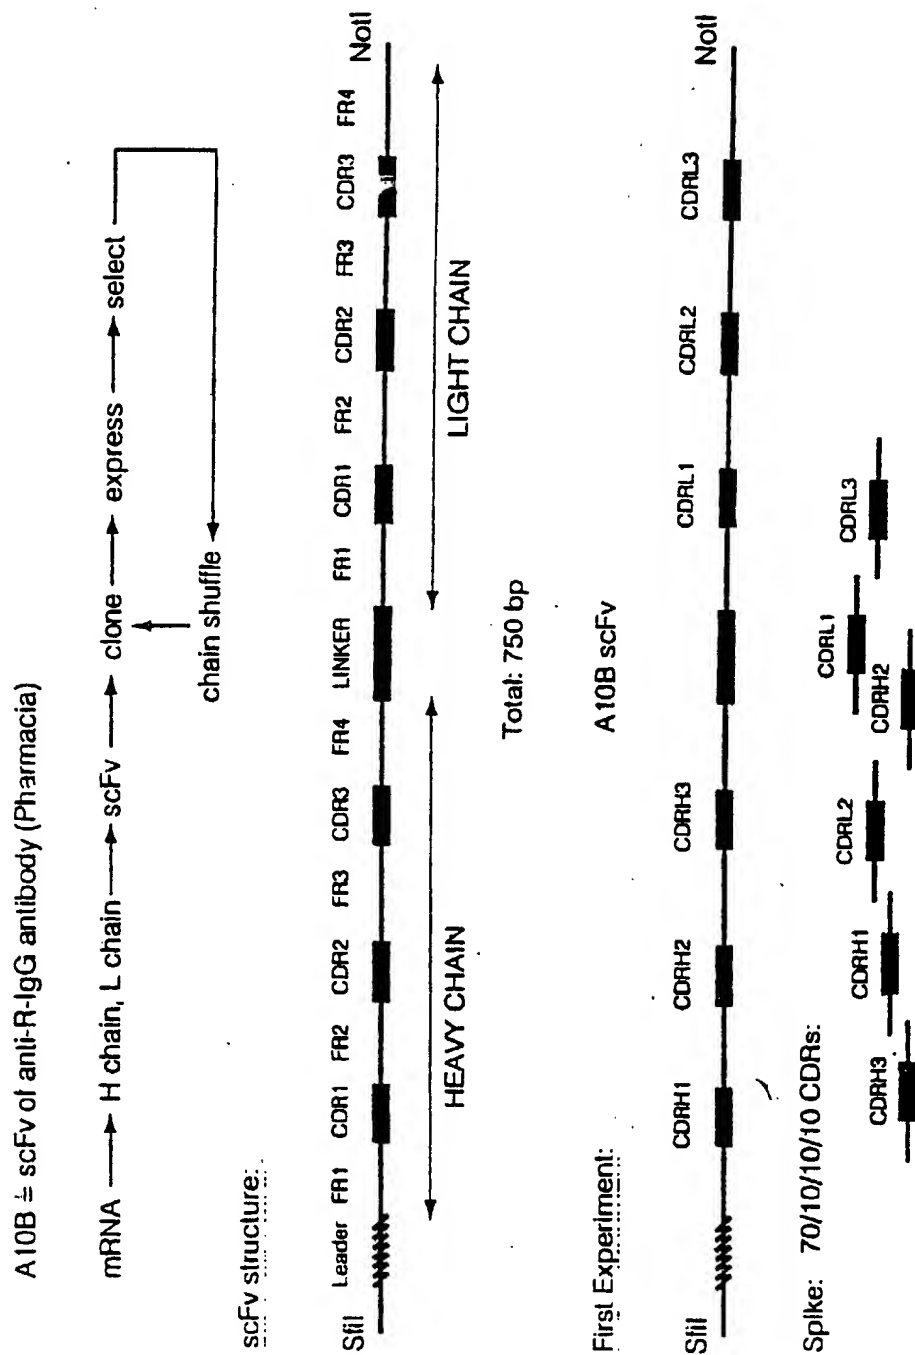 A10B = scFv of anti-R-IgG antibody (Pharmacia)
mRNA H chain, L chain scFv clone express select
chain shuffle
scFv structure:
SfiI Leader FR1 CDR1 FR2 CDR2 FR3 CDR3 FR4 LINKER FR1 CDR1 FR2 CDR2 FR3 CDR3 FR4 NotI
HEAVY CHAIN LIGHT CHAIN
Total: 750 bp
First Experiment: A10B scFv
SfiI CDRH1 CDRH2 CDRH3 CDRL1 CDRL2 CDRL3 NotI
Spike: 70/10/10/10 CDRs:
CDRH3 CDRH1 CDRL2 CDRH2 CDRL1 CDRL3